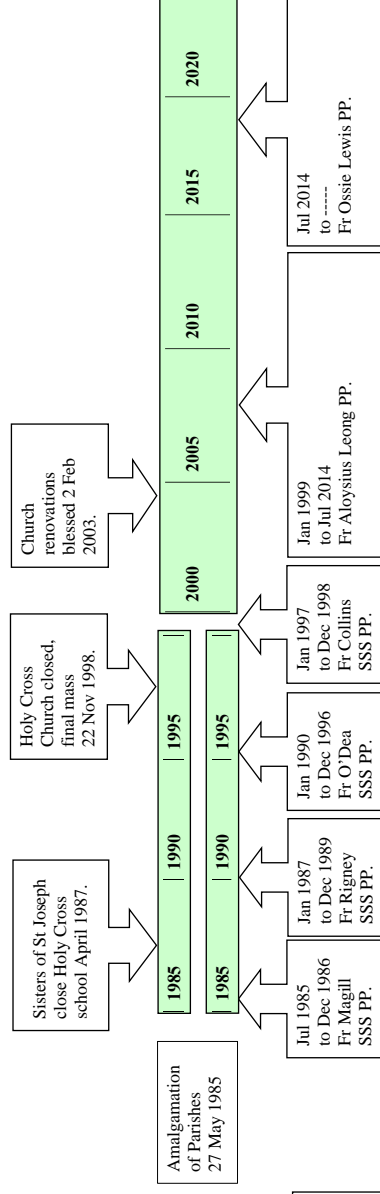 Sisters of St Joseph
close Holy Cross
school April 1987.
Holy Cross
Church closed,
final mass
22 Nov 1998.
Church
renovations
blessed 2 Feb
2003.
Amalgamation
of Parishes
27 May 1985
1985 1990 1995
1985 1990 1995
2000 2005 2010 2015 2020
Jul 1985
to Dec 1986
Fr Magill
SSS PP.
Jan 1987
to Dec 1989
Fr Rigney
SSS PP.
Jan 1990
to Dec 1996
Fr O'Dea
SSS PP.
Jan 1997
to Dec 1998
Fr Collins
SSS PP.
Jan 1999
to Jul 2014
Fr Aloysius Leong PP.
Jul 2014
to -----
Fr Ossie Lewis PP.